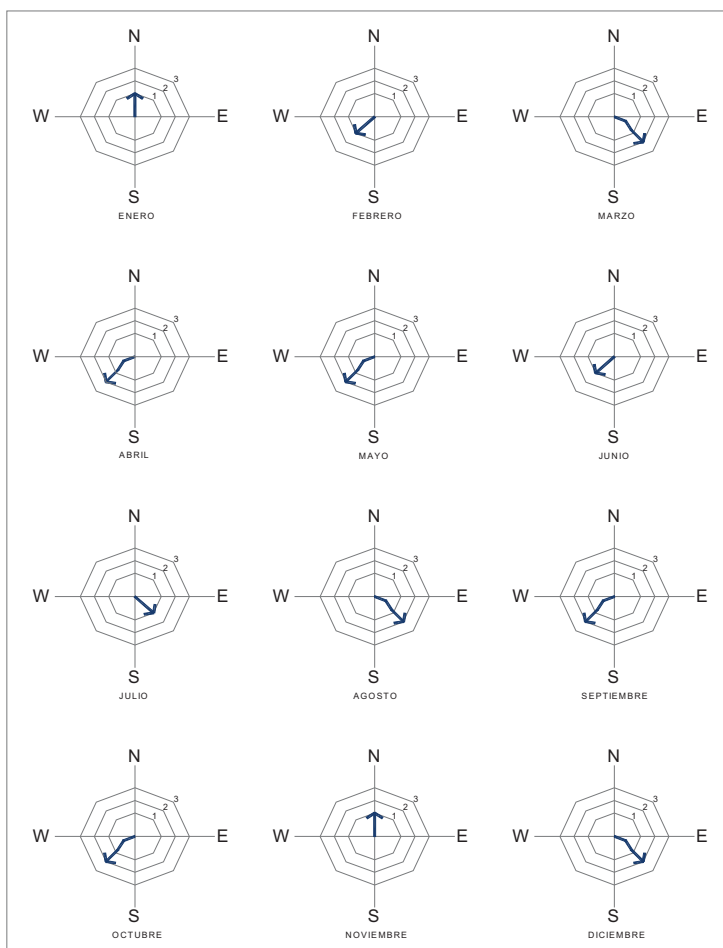 N N N
3 3 3
2 2 2
1 1 1
W E W E W E
S S S
ENERO FEBRERO MARZO
N N N
3 3 3
2 2 2
1 1 1
W E W E W E
S S S
ABRIL MAYO JUNIO
N N N
3 3 3
2 2 2
1 1 1
W E W E W E
S S S
JULIO AGOSTO SEPTIEMBRE
N N N
3 3 3
2 2 2
1 1 1
W E W E W E
S S S
OCTUBRE NOVIEMBRE DICIEMBRE